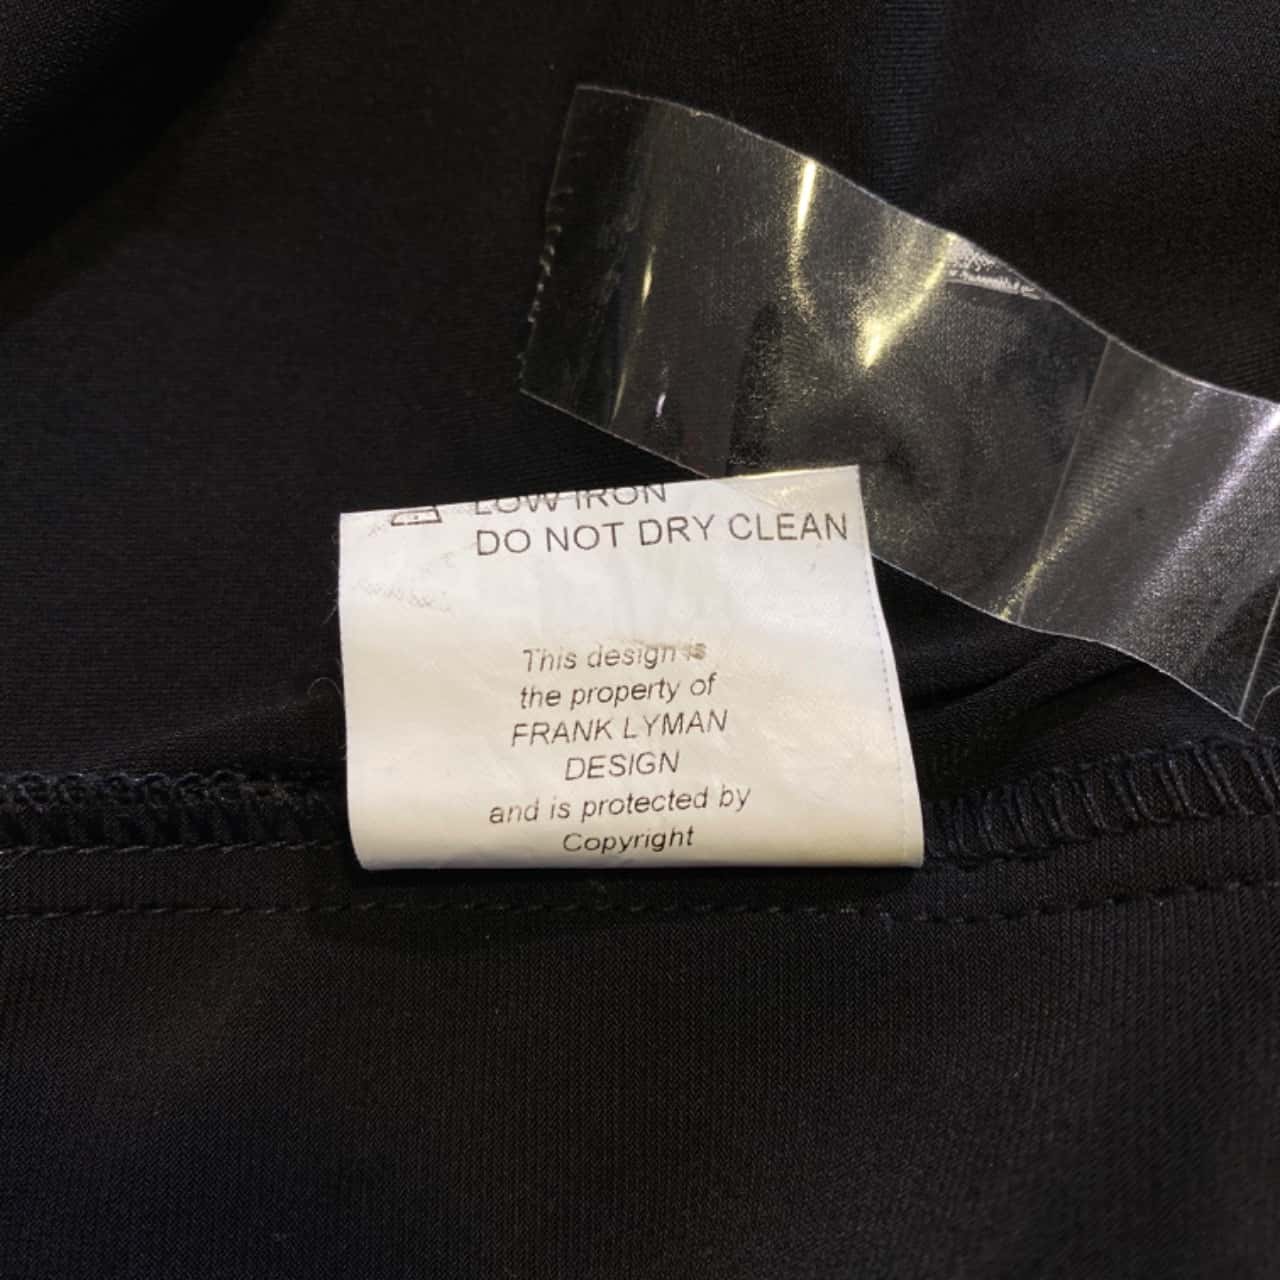 LOW IRON
DO NOT DRY CLEAN
This design is
the property of
FRANK LYMAN
DESIGN
and is protected by
Copyright